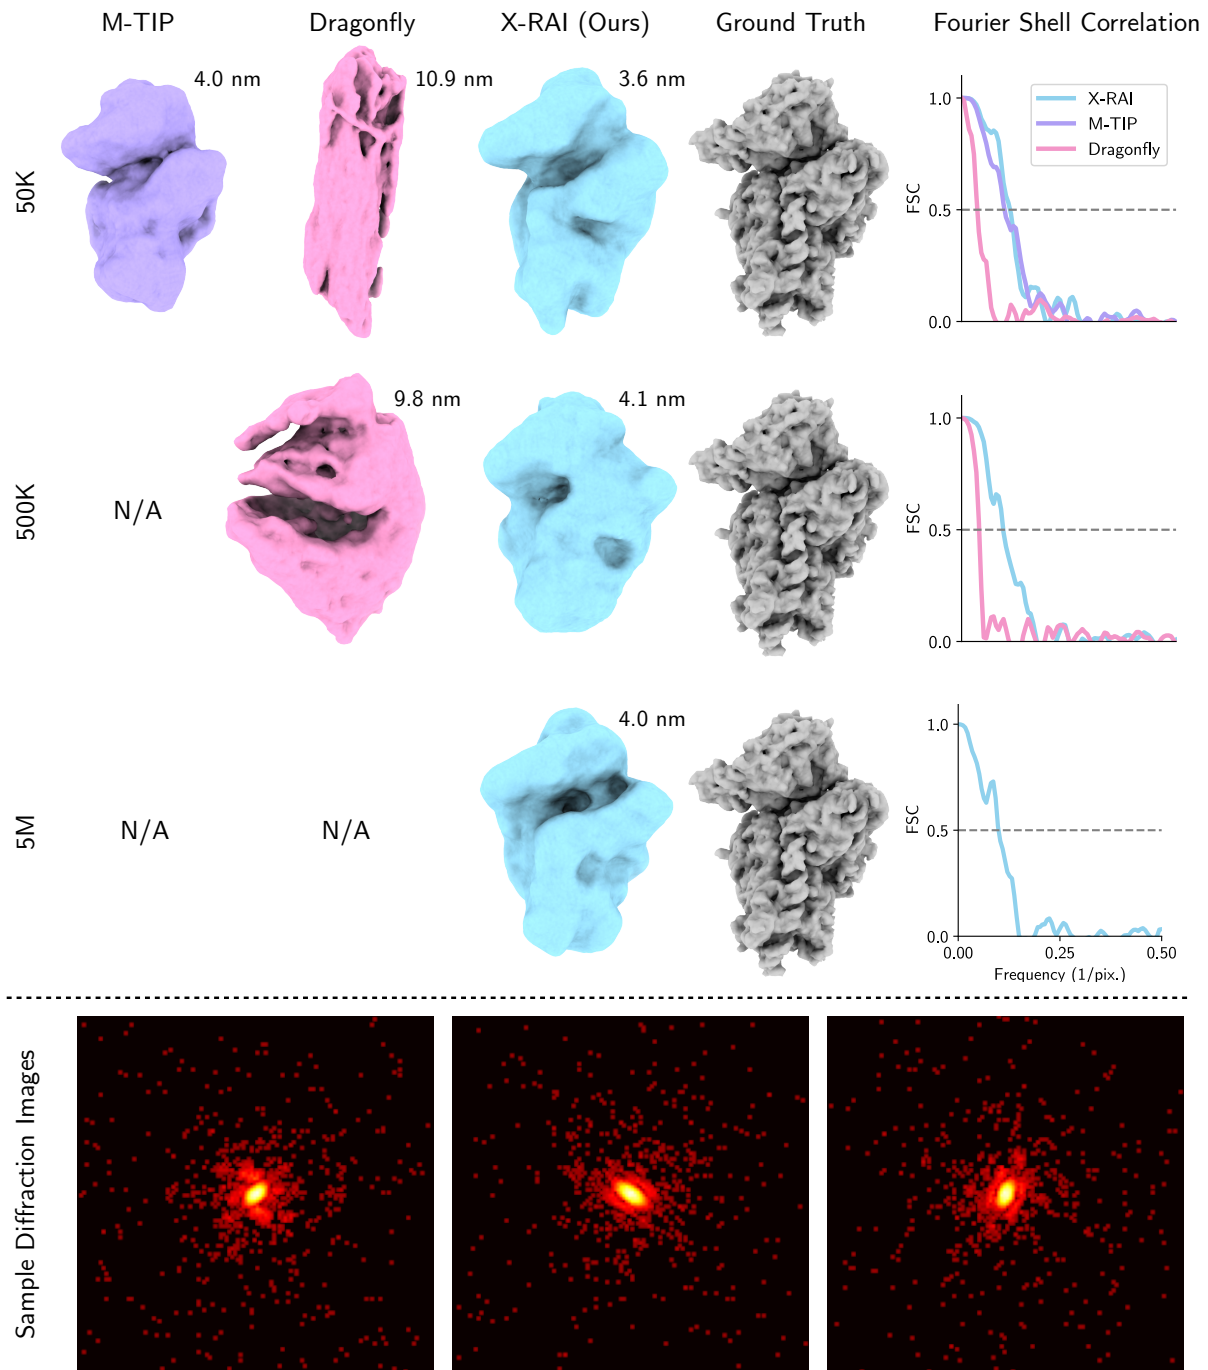 M-TIP Dragonfly X-RAI (Ours) Ground Truth Fourier Shell Correlation
50K
4.0 nm
10.9 nm
3.6 nm
1.0
0.5
0.0
FSC
X-RAI
M-TIP
Dragonfly
500K
N/A
9.8 nm
4.1 nm
1.0
0.5
0.0
FSC
5M
N/A
N/A
4.0 nm
1.0
0.5
0.0
FSC
0.00 0.25 0.50
Frequency (1/pix.)
Sample Diffraction Images